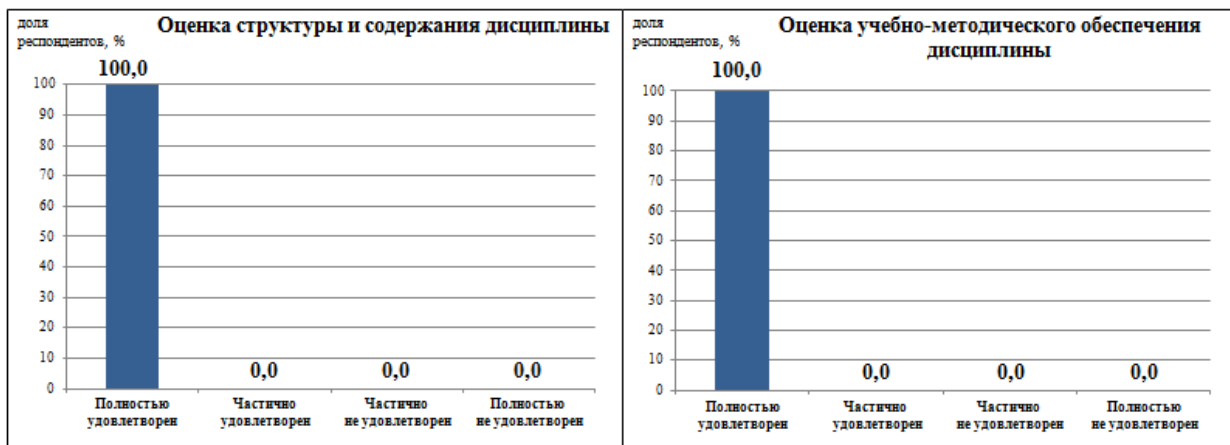 доля
респондентов, %
Оценка структуры и содержания дисциплины
100,0
100
90
80
70
60
50
40
30
20
10
0
0,0
0,0
0,0
Полностью
удовлетворен
Частично
удовлетворен
Частично
не удовлетворен
Полностью
не удовлетворен
доля
респондентов, %
Оценка учебно-методического обеспечения
дисциплины
100,0
100
90
80
70
60
50
40
30
20
10
0
0,0
0,0
0,0
Полностью
удовлетворен
Частично
удовлетворен
Частично
не удовлетворен
Полностью
не удовлетворен